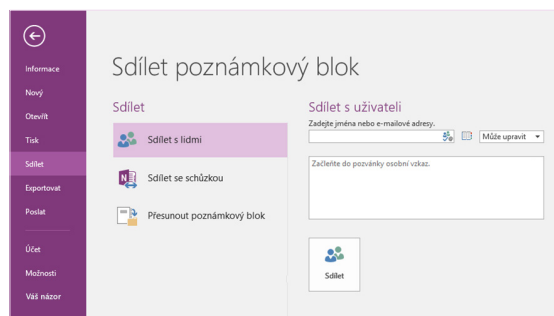 Informace
Nový
Otevřít
Tisk
Sdílet
Exportovat
Poslat
Účet
Možnosti
Váš názor
Sdílet poznámkový blok
Sdílet
Sdílet s lidmi
Sdílet se schůzkou
Přesunout poznámkový blok
Sdílet s uživateli
Zadejte jména nebo e-mailové adresy.
Může upravit
Začleňte do pozvánky osobní vzkaz.
Sdílet